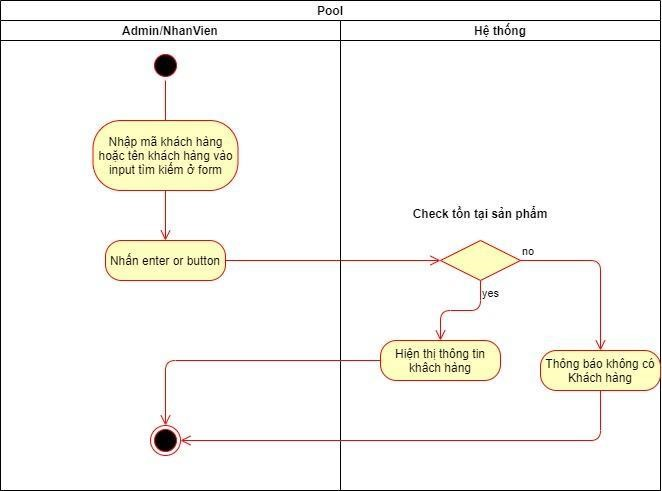 Pool
Admin/NhanVien
Hệ thống
Nhập mã khách hàng
hoặc tên khách hàng vào
input tìm kiếm ở form
Check tồn tại sản phẩm
Nhấn enter or button
no
yes
Hiện thị thông tin
khách hàng
Thông báo không có
Khách hàng